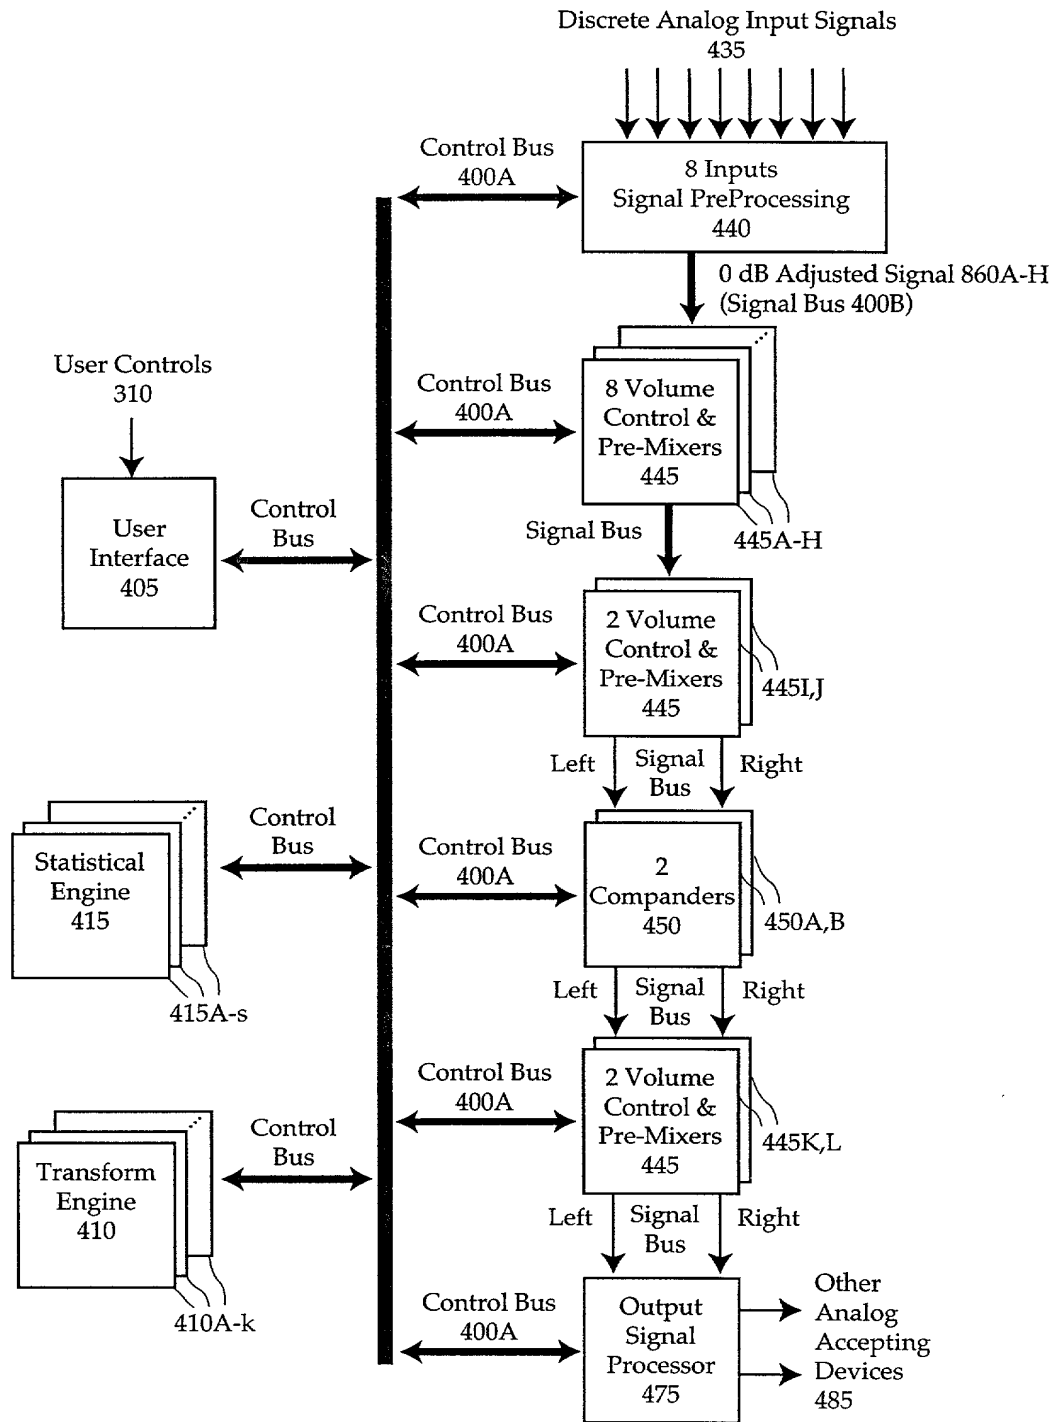 Discrete Analog Input Signals
435
Control Bus
400A
8 Inputs
Signal PreProcessing
440
0 dB Adjusted Signal 860A-H
(Signal Bus 400B)
User Controls
310
Control Bus
400A
8 Volume
Control &
Pre-Mixers
445
445A-H
User
Interface
405
Control
Bus
Signal Bus
Control Bus
400A
2 Volume
Control &
Pre-Mixers
445
445I,J
Left
Signal
Bus
Right
Statistical
Engine
415
415A-s
Control
Bus
Control Bus
400A
2
Companders
450
450A,B
Left
Signal
Bus
Right
Transform
Engine
410
410A-k
Control
Bus
Control Bus
400A
2 Volume
Control &
Pre-Mixers
445
445K,L
Left
Signal
Bus
Right
Control Bus
400A
Output
Signal
Processor
475
Other
Analog
Accepting
Devices
485